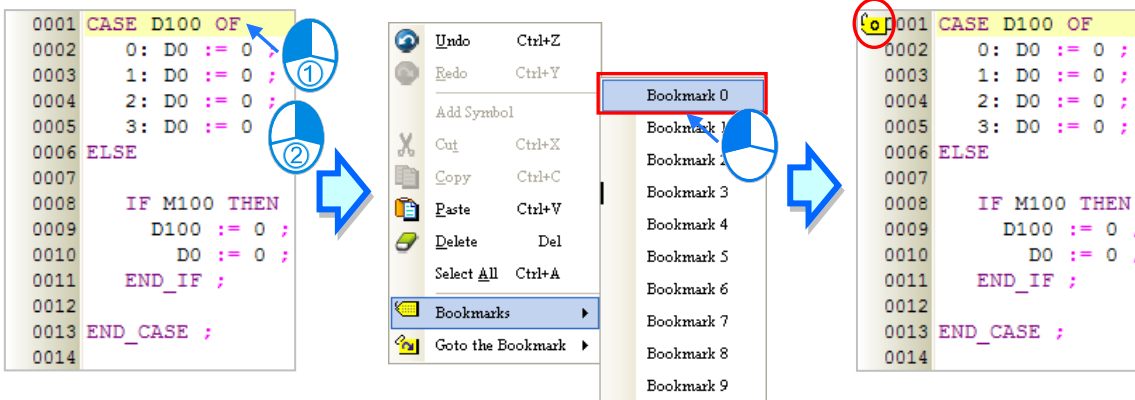 0001 CASE D100 OF
0002 0: D0 := 0 ;
0003 1: D0 := 0 ;
0004 2: D0 := 0 ;
0005 3: D0 := 0
0006 ELSE
0007
0008 IF M100 THEN
0009 D100 := 0 ;
0010 D0 := 0 ;
0011 END_IF ;
0012
0013 END_CASE ;
0014
1
2
Undo Ctrl+Z
Redo Ctrl+Y
Add Symbol
Cut Ctrl+X
Copy Ctrl+C
Paste Ctrl+V
Delete Del
Select All Ctrl+A
Bookmarks
Goto the Bookmark
Bookmark 0
Bookmark 1
Bookmark 2
Bookmark 3
Bookmark 4
Bookmark 5
Bookmark 6
Bookmark 7
Bookmark 8
Bookmark 9
0
0001 CASE D100 OF
0002 0: D0 := 0 ;
0003 1: D0 := 0 ;
0004 2: D0 := 0 ;
0005 3: D0 := 0 ;
0006 ELSE
0007
0008 IF M100 THEN
0009 D100 := 0 ;
0010 D0 := 0
0011 END_IF ;
0012
0013 END_CASE ;
0014